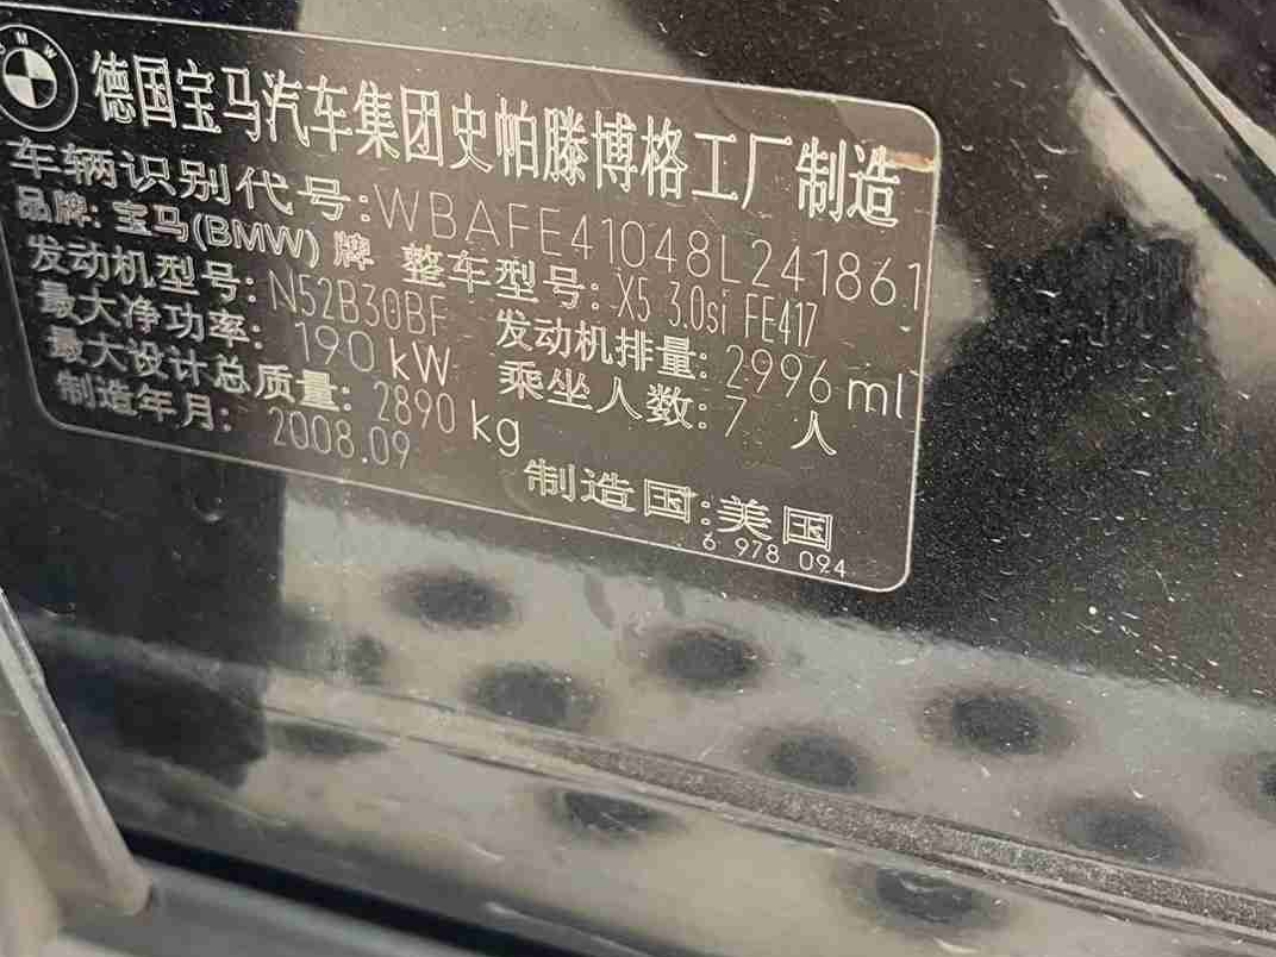 BMW
德国宝马汽车集团史帕滕博格工厂制造
车辆识别代号:WBAFE41048L241861
品牌: 宝马(BMW) 牌 整车型号: X5 3.0si FE417
发动机型号: N52B30BF 发动机排量: 2996 ml
最大净功率: 190 kW 乘坐人数: 7 人
最大设计总质量: 2890 kg
制造年月: 2008.09
制造国:美国
6 978 094